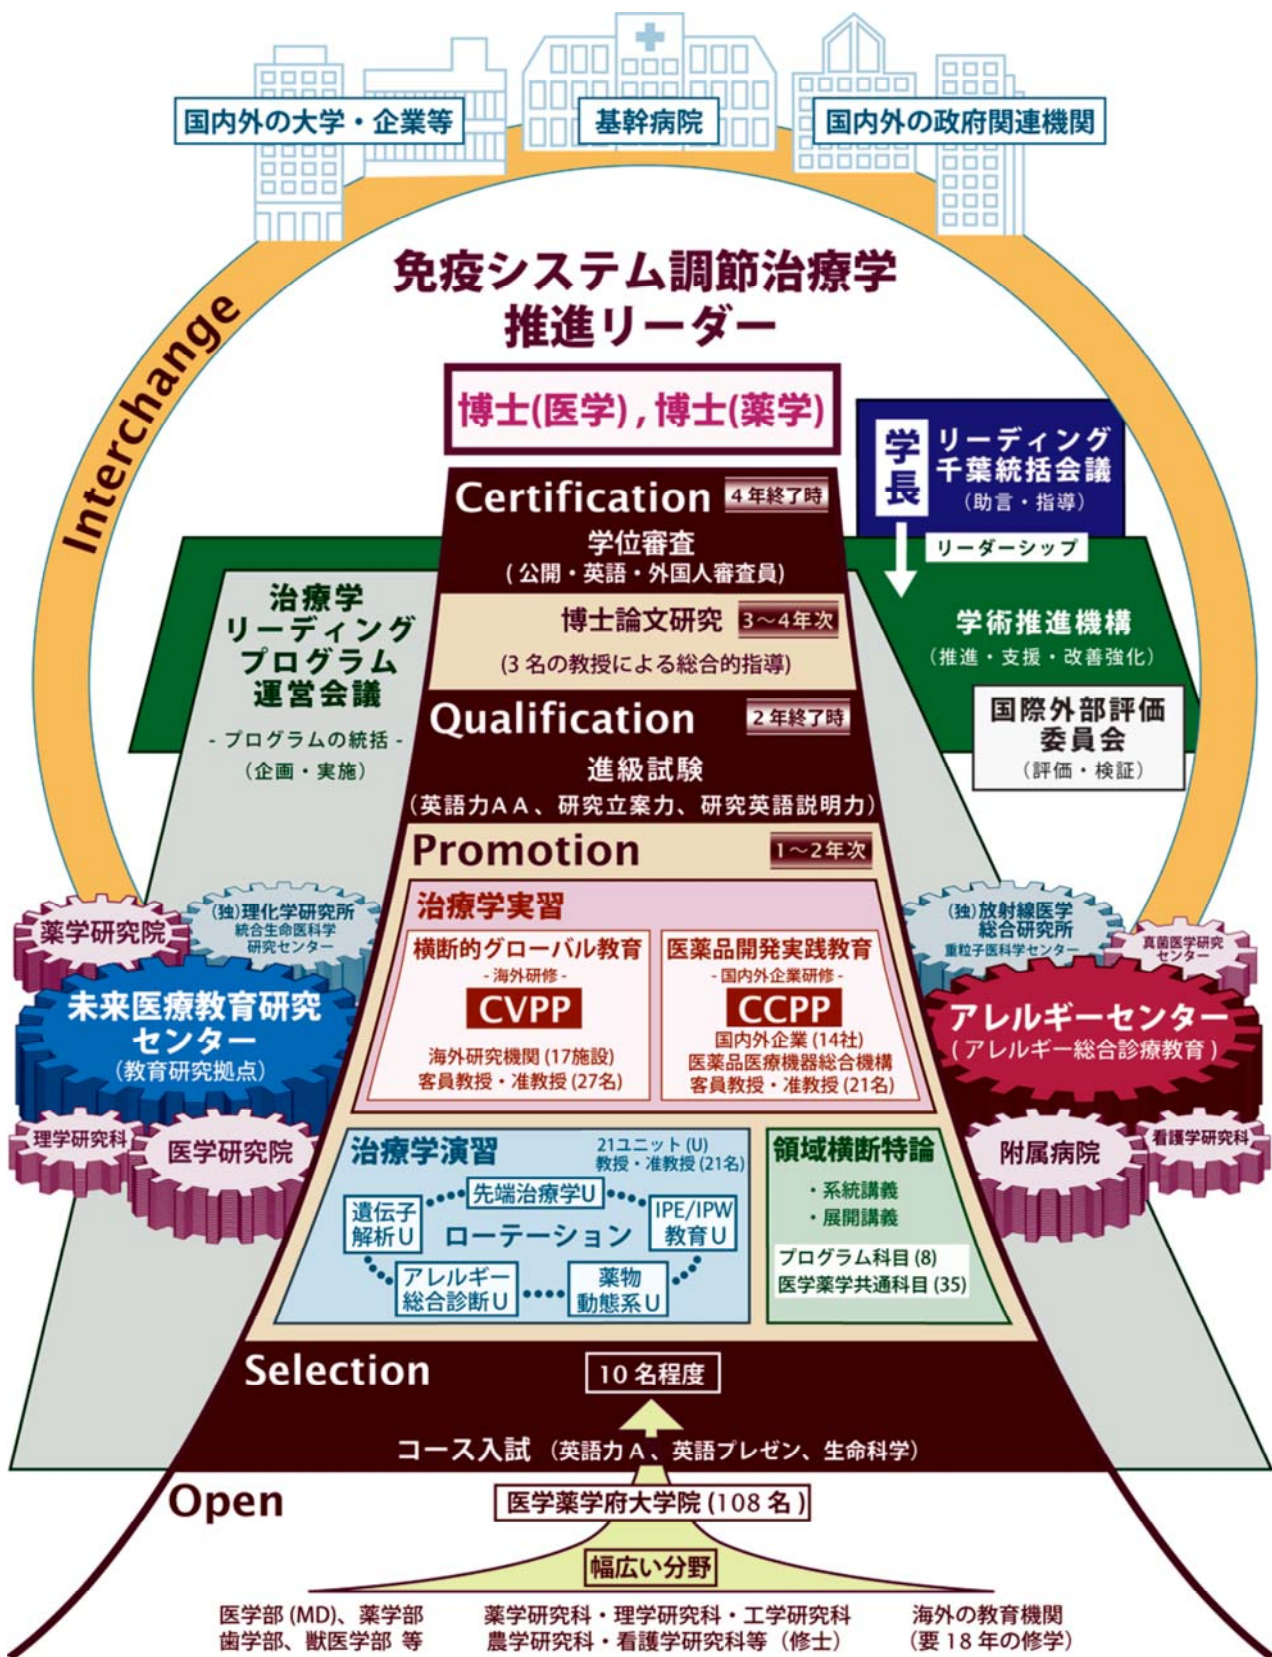 国内外の大学・企業等
基幹病院
国内外の政府関連機関
Interchange
免疫システム調節治療学
推進リーダー
博士(医学) , 博士(薬学)
学長
リーディング
千葉統括会議
(助言・指導)
リーダーシップ
学術推進機構
(推進・支援・改善強化)
国際外部評価
委員会
(評価・検証)
治療学
リーディング
プログラム
運営会議
- プログラムの統括 -
(企画・実施)
Certification
4 年終了時
学位審査
( 公開・英語・外国人審査員)
博士論文研究
3～4年次
(3 名の教授による総合的指導)
Qualification
2 年終了時
進級試験
(英語力A A、研究立案力、研究英語説明力)
Promotion
1～2年次
治療学実習
横断的グローバル教育
- 海外研修 -
CVPP
海外研究機関 (17施設)
客員教授・准教授 (27名)
医薬品開発実践教育
- 国内外企業研修 -
CCPP
国内外企業 (14社)
医薬品医療機器総合機構
客員教授・准教授 (21名)
薬学研究院
(独)理化学研究所
統合生命医科学
研究センター
未来医療教育研究
センター
(教育研究拠点)
理学研究科
医学研究院
(独)放射線医学
総合研究所
重粒子医科学センター
真菌医学研究
センター
アレルギーセンター
( アレルギー総合診療教育 )
附属病院
看護学研究科
治療学演習
21ユニット (U)
教授・准教授 (21名)
先端治療学U
遺伝子
解析 U
ローテーション
IPE/IPW
教育 U
アレルギー
総合診断 U
薬物
動態系 U
領域横断特論
・系統講義
・展開講義
プログラム科目 (8)
医学薬学共通科目 (35)
Selection
10 名程度
コース入試 (英語力 A 、英語プレゼン、生命科学)
Open
医学薬学府大学院 (108 名 )
幅広い分野
医学部 (MD)、薬学部
歯学部、獣医学部 等
薬学研究科・理学研究科・工学研究科
農学研究科・看護学研究科等 (修士)
海外の教育機関
(要 18 年の修学)